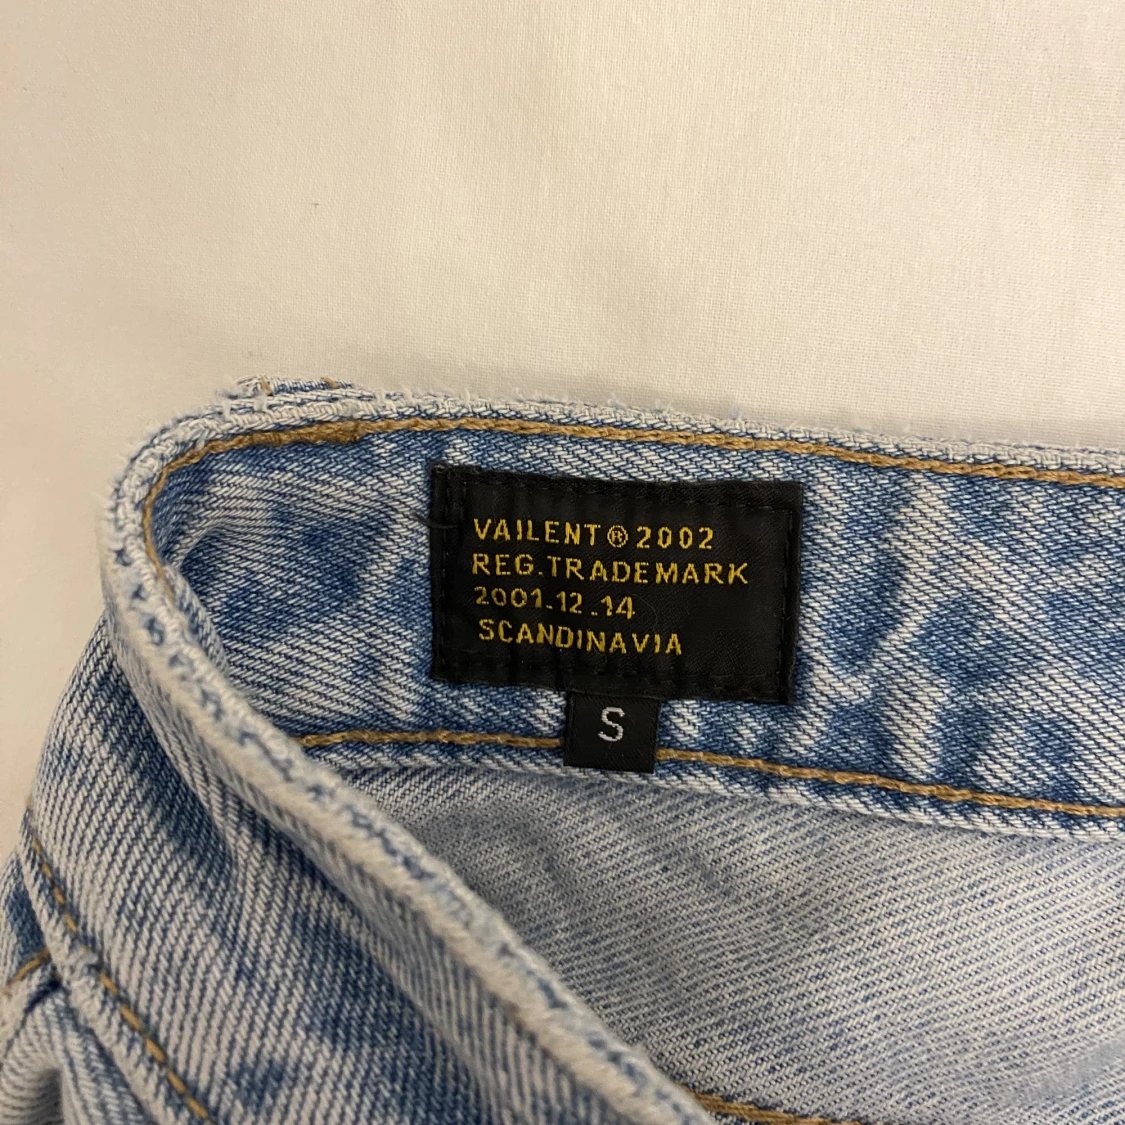 VAILENT® 2002
REG.TRADEMARK
2001.12.14
SCANDINAVIA
S